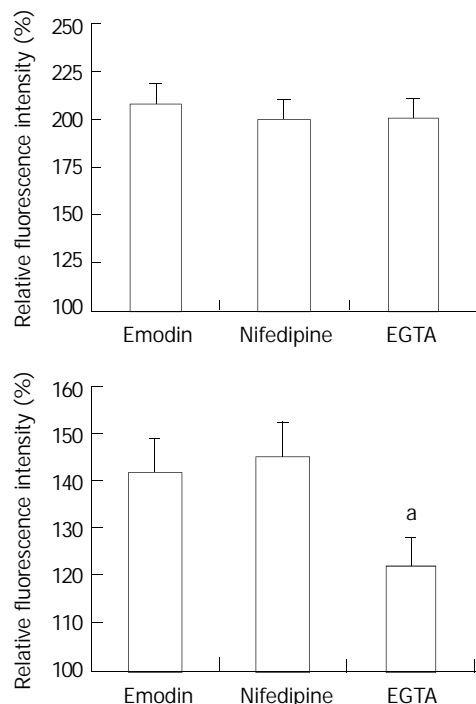 Relative fluorescence intensity (%)
250
225
200
175
150
125
100
Emodin Nifedipine EGTA
Relative fluorescence intensity (%)
160
150
140
130
120
110
100
a
Emodin Nifedipine EGTA